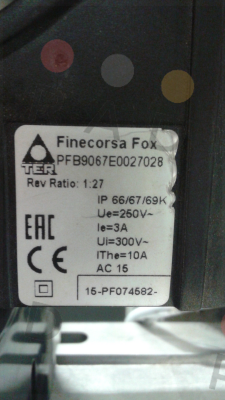 Finecorsa Fox
PFB9067E0027028
TER
Rev Ratio: 1:27
IP 66/67/69K
Ue=250V~
Ie=3A
Ui=300V~
IThe=10A
AC 15
EAC
CE
15-PF074582-